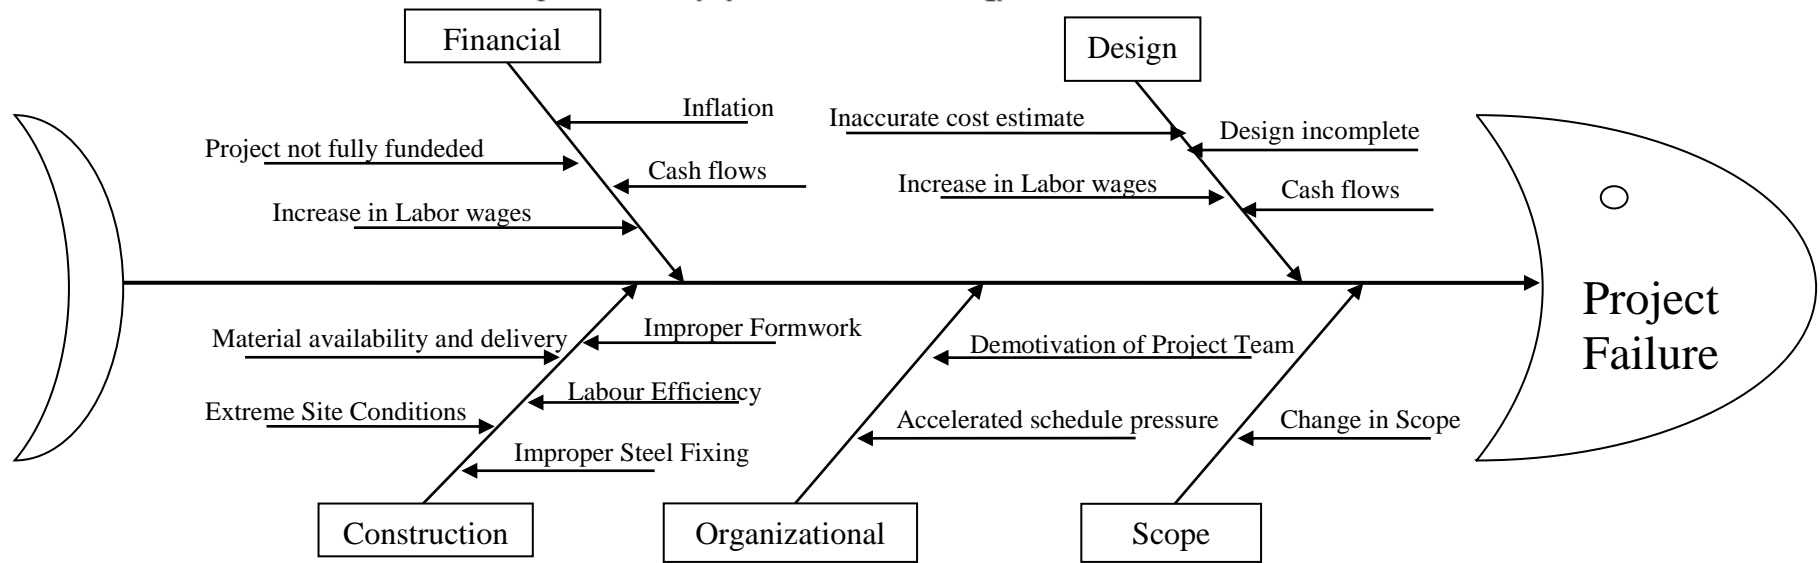 Financial
Design
Inflation
Inaccurate cost estimate
Design incomplete
Project not fully fundeded
Cash flows
Increase in Labor wages
Cash flows
Increase in Labor wages
Project
Failure
Material availability and delivery
Improper Formwork
Demotivation of Project Team
Labour Efficiency
Extreme Site Conditions
Accelerated schedule pressure
Change in Scope
Improper Steel Fixing
Construction
Organizational
Scope